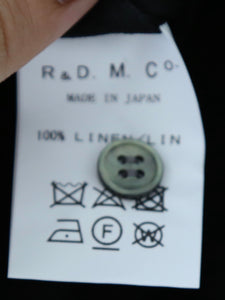 R & D. M. Co-
MADE IN JAPAN
100% LINEN/LIN
F
W